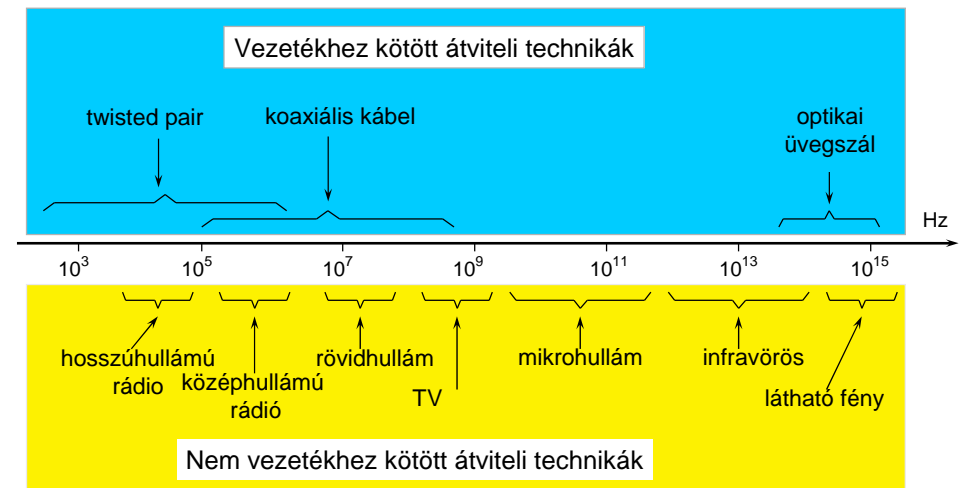 Vezetékhez kötött átviteli technikák
twisted pair
koaxiális kábel
optikai
üvegszál
Hz
10³ 10⁵ 10⁷ 10⁹ 10¹¹ 10¹³ 10¹⁵
hosszúhullámú
rádio
középhullámú
rádió
rövidhullám
TV
mikrohullám
infravörös
látható fény
Nem vezetékhez kötött átviteli technikák